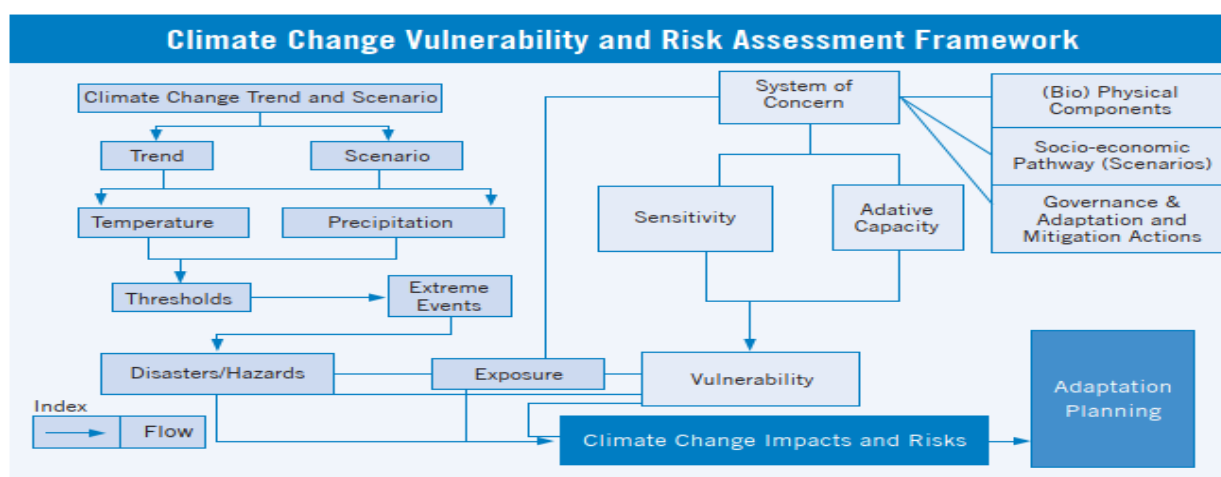 Climate Change Vulnerability and Risk Assessment Framework
Climate Change Trend and Scenario
Trend
Scenario
Temperature
Precipitation
Thresholds
Extreme
Events
Disasters/Hazards
Exposure
Index
Flow
System of
Concern
Sensitivity
Adative
Capacity
Vulnerability
(Bio) Physical
Components
Socio-economic
Pathway (Scenarios)
Governance &
Adaptation and
Mitigation Actions
Climate Change Impacts and Risks
Adaptation
Planning